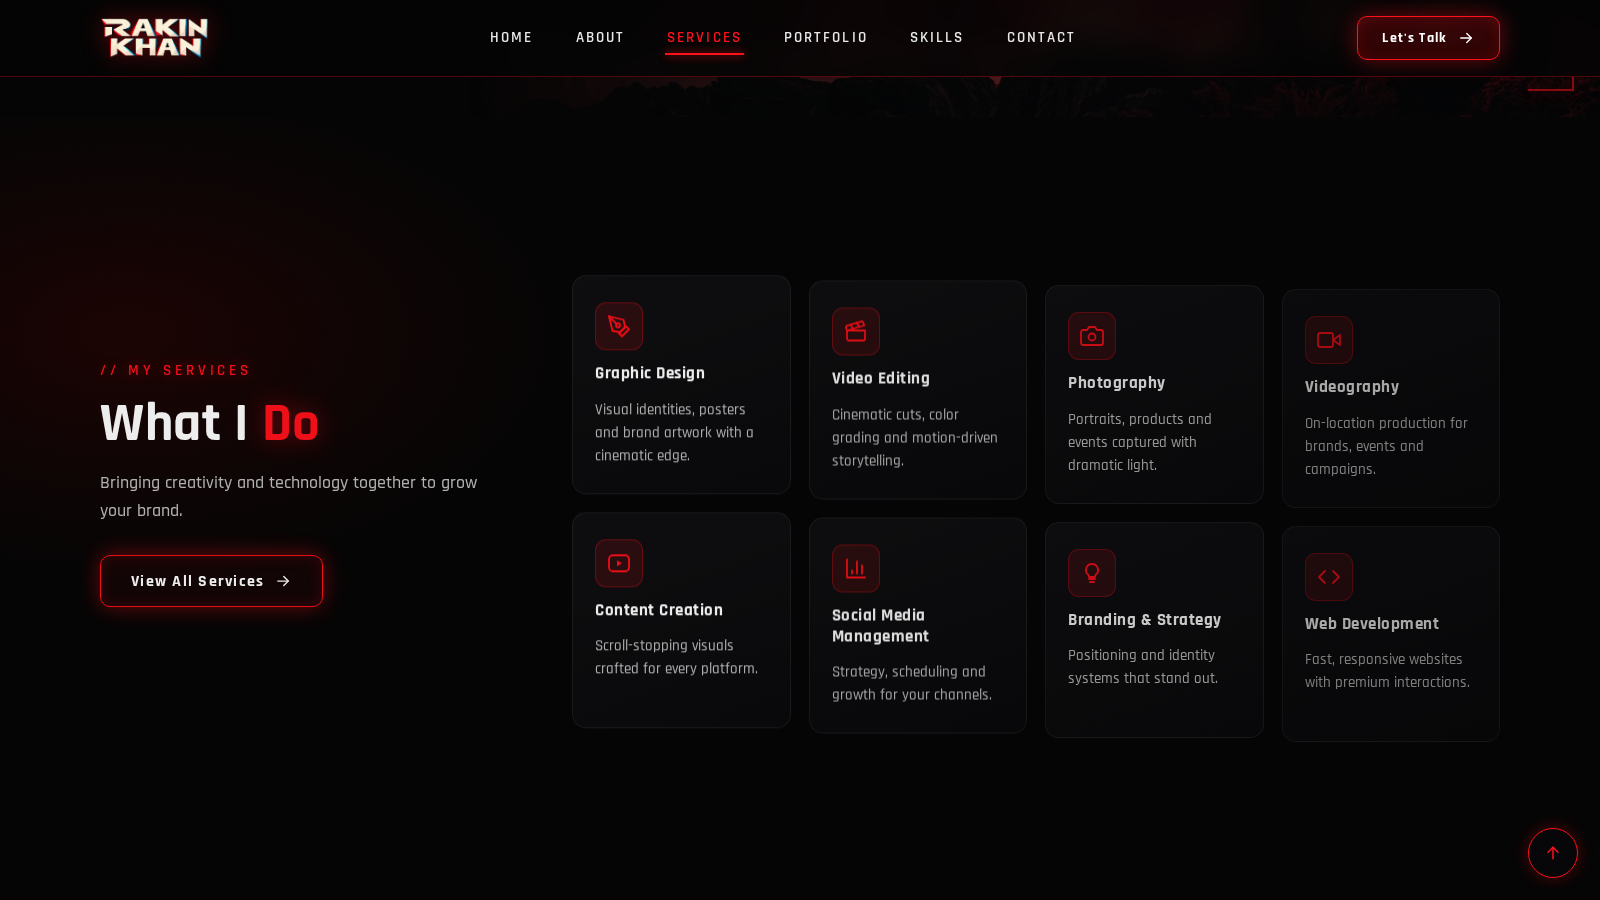 RAKIN
KHAN
HOME
ABOUT
SERVICES
PORTFOLIO
SKILLS
CONTACT
Let's Talk
// MY SERVICES
What I Do
Bringing creativity and technology together to grow
your brand.
View All Services
Graphic Design
Visual identities, posters
and brand artwork with a
cinematic edge.
Video Editing
Cinematic cuts, color
grading and motion-driven
storytelling.
Photography
Portraits, products and
events captured with
dramatic light.
Videography
On-location production for
brands, events and
campaigns.
Content Creation
Scroll-stopping visuals
crafted for every platform.
Social Media
Management
Strategy, scheduling and
growth for your channels.
Branding & Strategy
Positioning and identity
systems that stand out.
Web Development
Fast, responsive websites
with premium interactions.